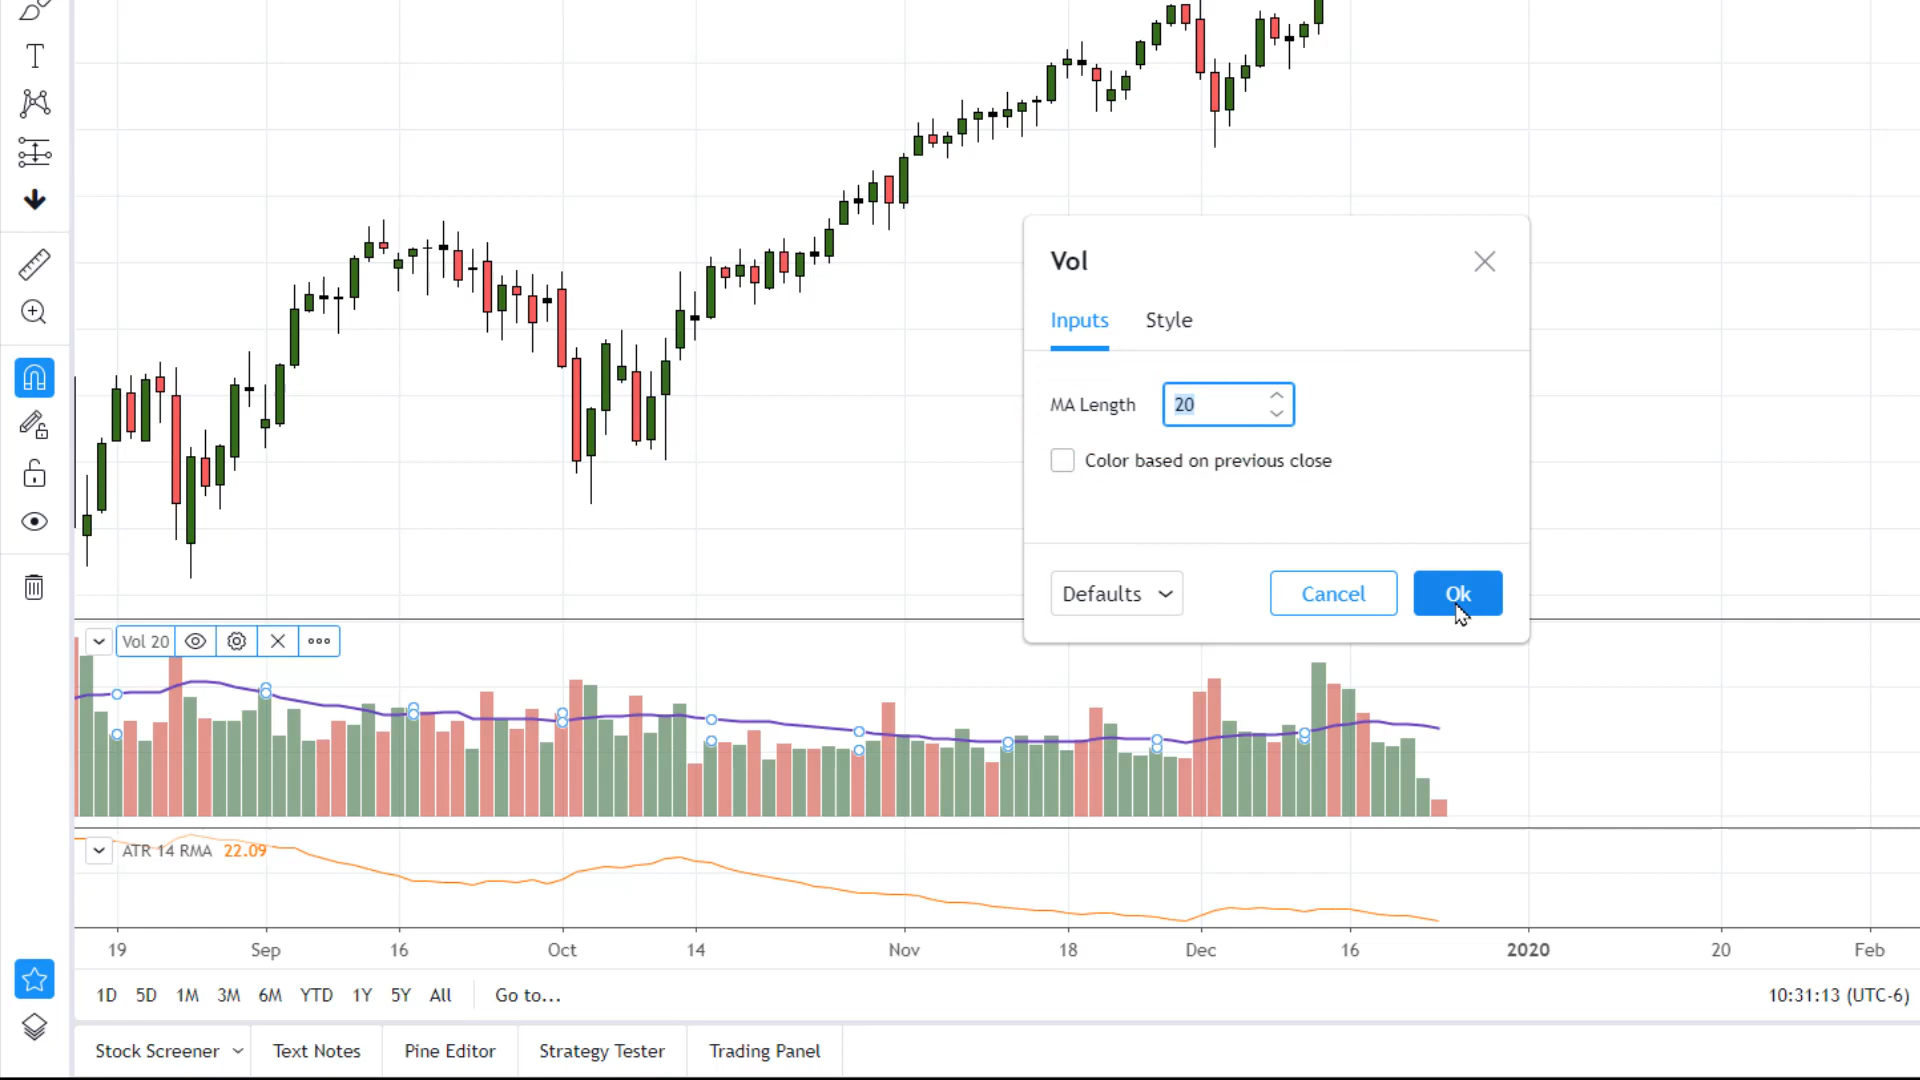 T
Vol
Inputs Style
MA Length 20
Color based on previous close
Defaults Cancel Ok
Vol 20
ATR 14 RMA 22.09
19 Sep 16 Oct 14 Nov 18 Dec 16 2020 20 Feb
1D 5D 1M 3M 6M YTD 1Y 5Y All Go to... 10:31:13 (UTC-6)
Stock Screener Text Notes Pine Editor Strategy Tester Trading Panel